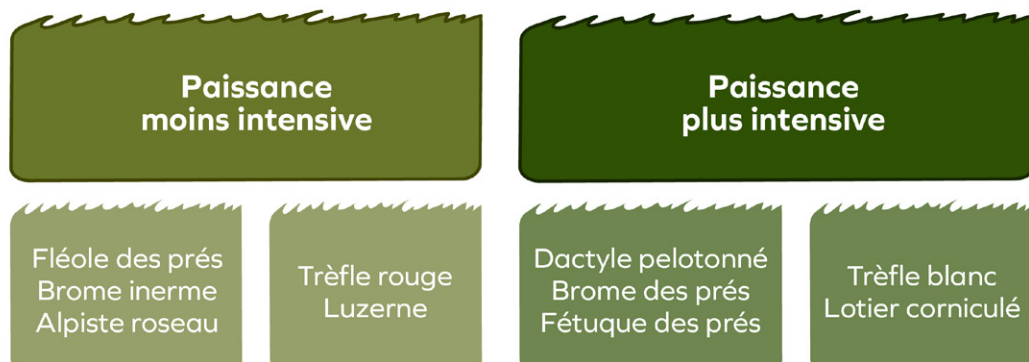 Paissance
moins intensive
Paissance
plus intensive
Fléole des prés
Brome inerme
Alpiste roseau
Trèfle rouge
Luzerne
Dactyle pelotonné
Brome des prés
Fétuque des prés
Trèfle blanc
Lotier corniculé